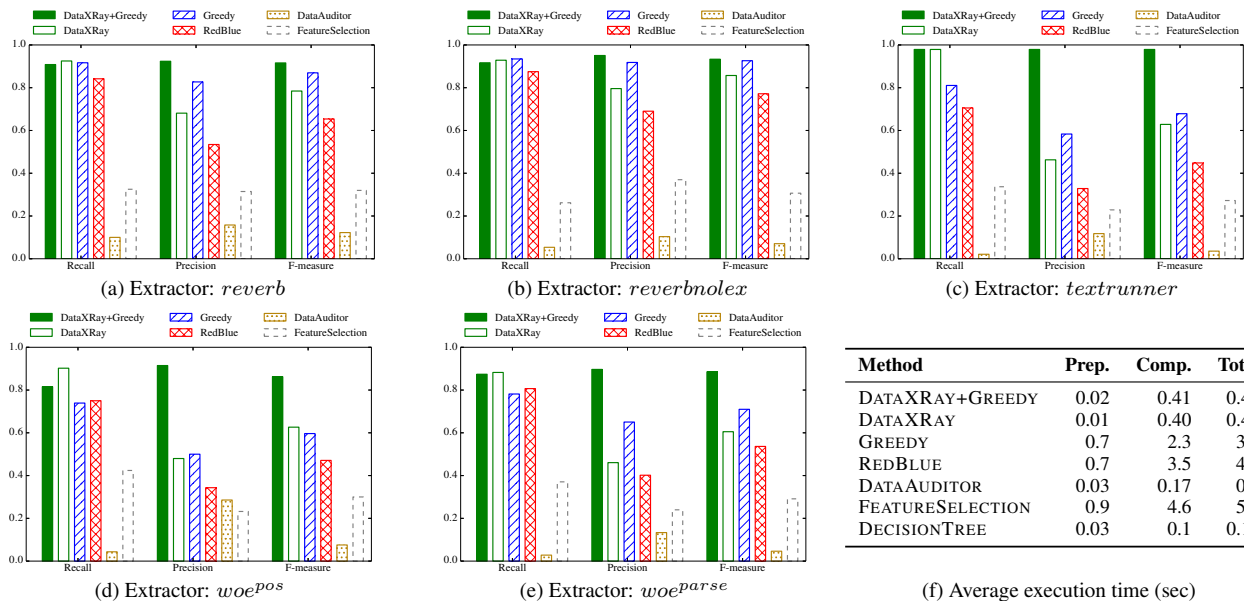 DataXRay+Greedy Greedy DataAuditor
DataXRay RedBlue FeatureSelection
1.0
0.8
0.6
0.4
0.2
0.0
Recall Precision F-measure
(a) Extractor: reverb
DataXRay+Greedy Greedy DataAuditor
DataXRay RedBlue FeatureSelection
1.0
0.8
0.6
0.4
0.2
0.0
Recall Precision F-measure
(b) Extractor: reverbnolex
DataXRay+Greedy Greedy DataAuditor
DataXRay RedBlue FeatureSelection
1.0
0.8
0.6
0.4
0.2
0.0
Recall Precision F-measure
(c) Extractor: textrunner
DataXRay+Greedy Greedy DataAuditor
DataXRay RedBlue FeatureSelection
1.0
0.8
0.6
0.4
0.2
0.0
Recall Precision F-measure
(d) Extractor: woe^pos
DataXRay+Greedy Greedy DataAuditor
DataXRay RedBlue FeatureSelection
1.0
0.8
0.6
0.4
0.2
0.0
Recall Precision F-measure
(e) Extractor: woe^parse
Method Prep. Comp.
DATAXRAY+GREEDY 0.02 0.41
DATAXRAY 0.01 0.40
GREEDY 0.7 2.3
REDBLUE 0.7 3.5
DATAAUDITOR 0.03 0.17
FEATURESELECTION 0.9 4.6
DECISIONTREE 0.03 0.1
(f) Average execution time (sec)